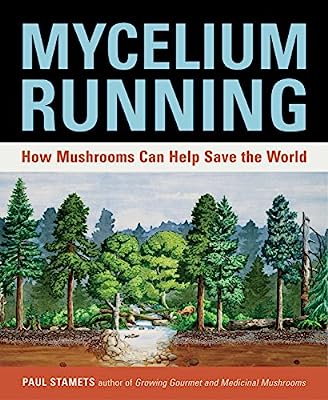 MYCELIUM
RUNNING
How Mushrooms Can Help Save the World
PAUL STAMETS author of Growing Gourmet and Medicinal Mushrooms